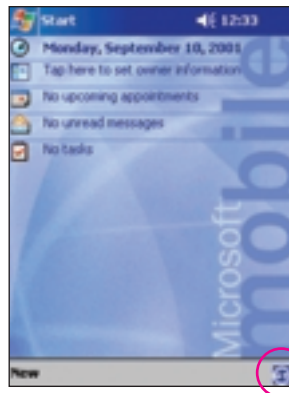 Start 12:33
Monday, September 10, 2001
Tap here to set owner information
No upcoming appointments
No unread messages
No tasks
Microsoft
mobile
New